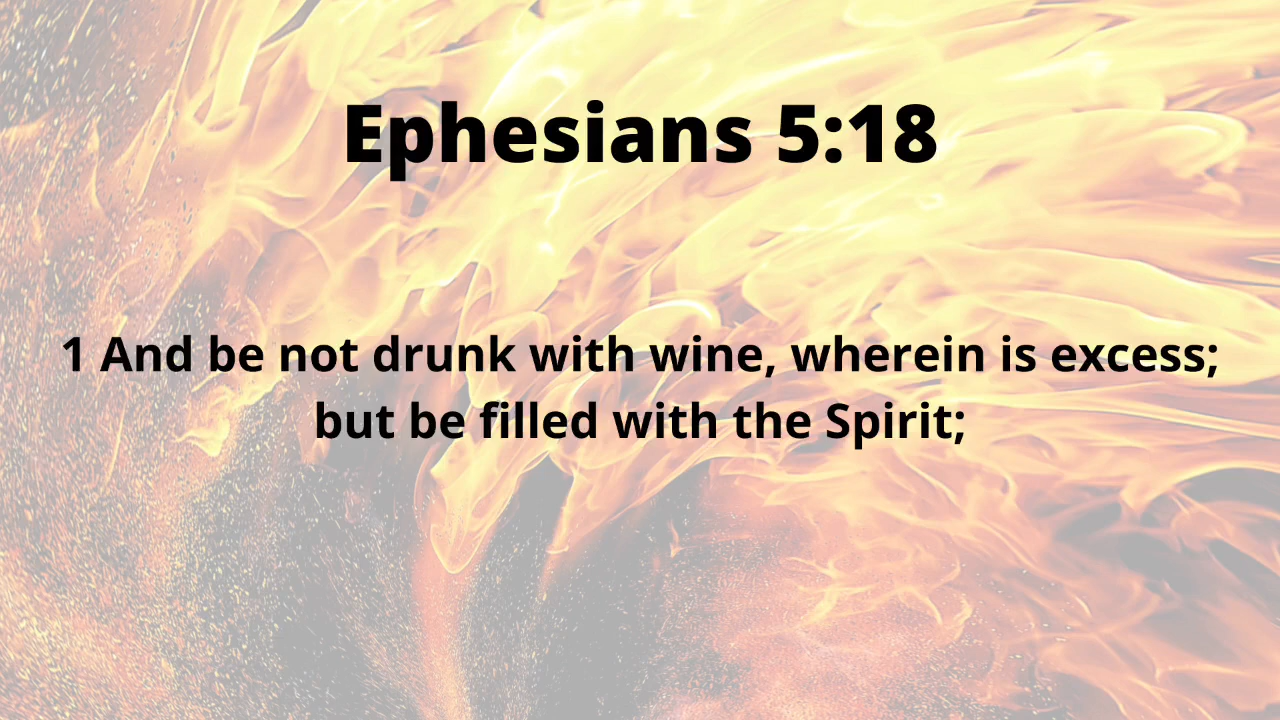 Ephesians 5:18
1 And be not drunk with wine, wherein is excess;
but be filled with the Spirit;